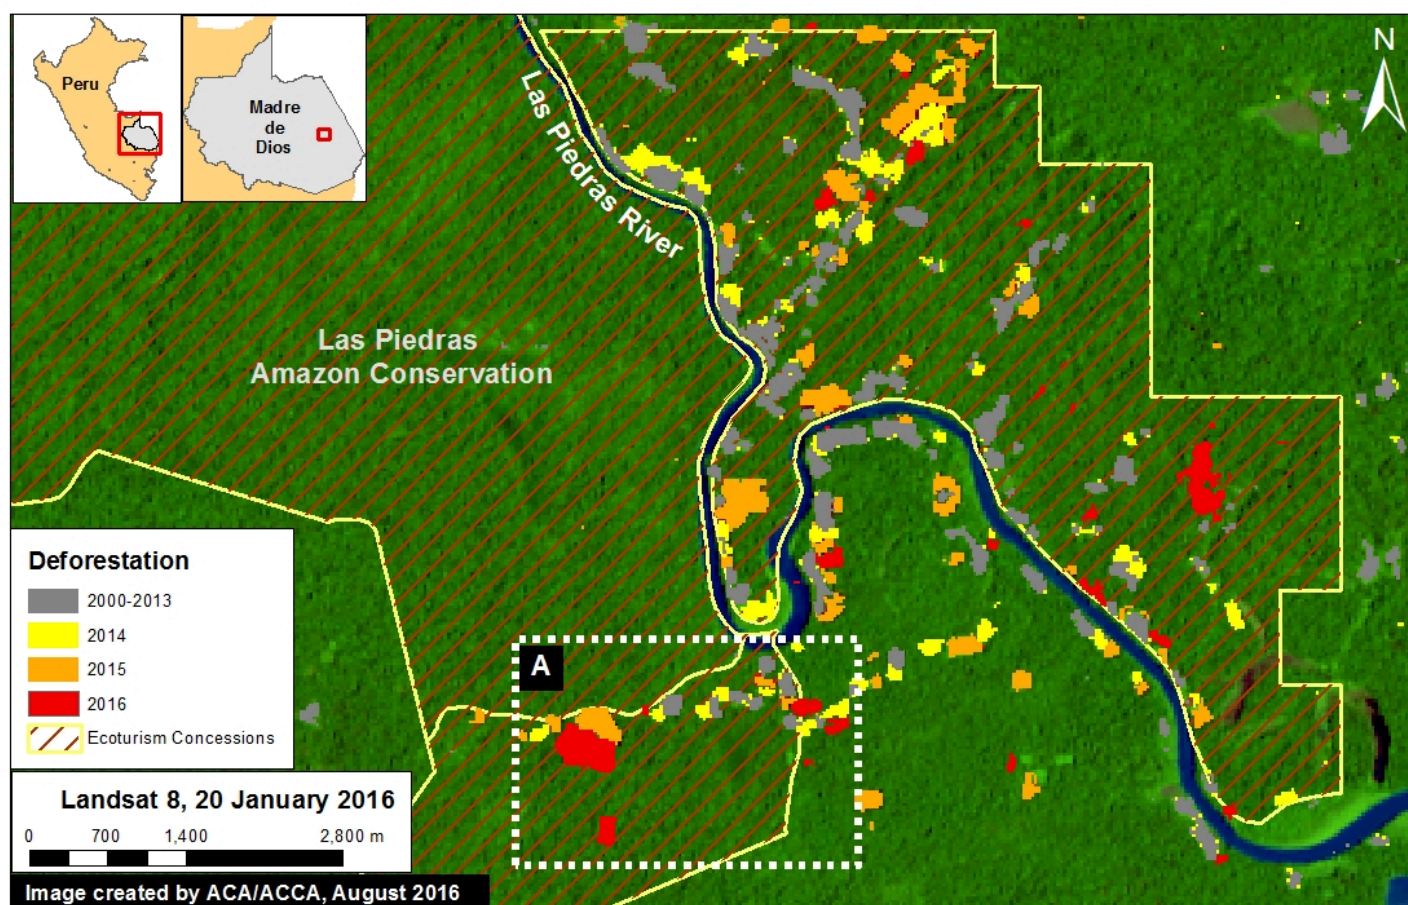 Peru
Madre
de
Dios
N
Las Piedras River
Las Piedras
Amazon Conservation
Deforestation
2000-2013
2014
2015
2016
Ecoturism Concessions
A
Landsat 8, 20 January 2016
0 700 1,400 2,800 m
Image created by ACA/ACCA, August 2016